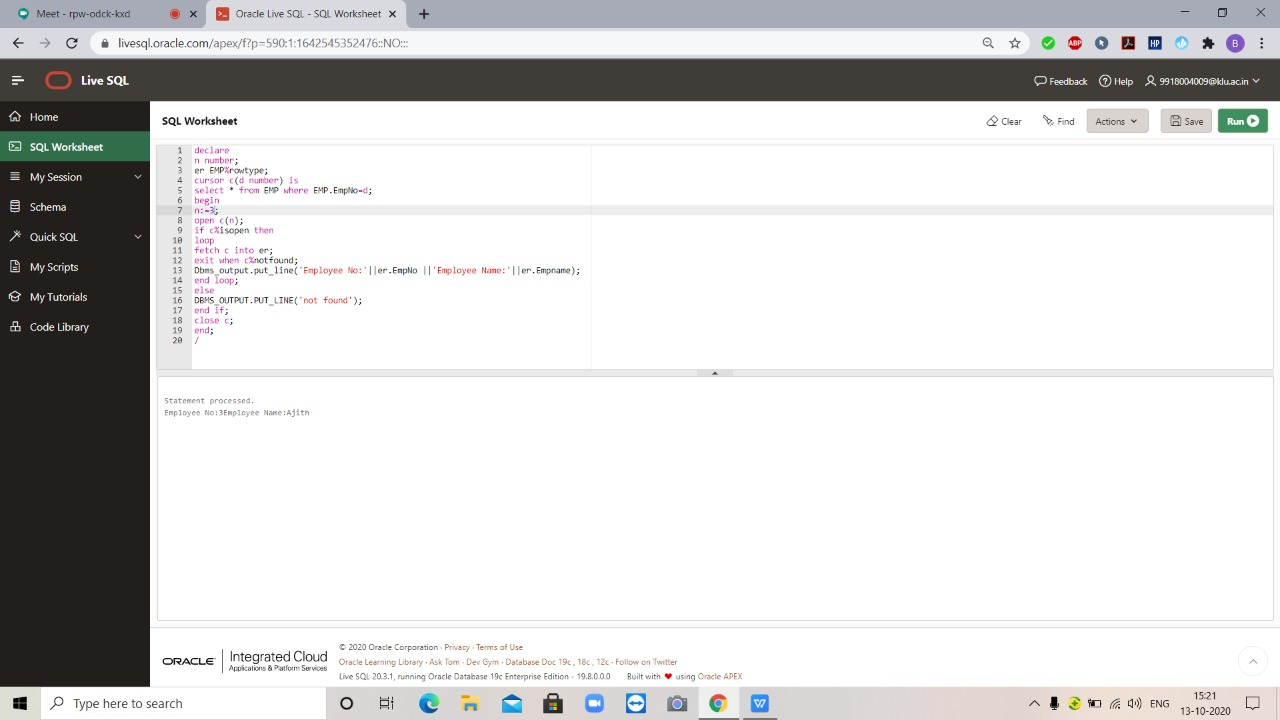 Meet - rpw-odck-kxd
Oracle Live SQL - SQL Worksheet
livesql.oracle.com/apex/f?p=590:1:1642545352476::NO:::
ABP
HP
B
Live SQL
Feedback
Help
9918004009@klu.ac.in
Home
SQL Worksheet
My Session
Schema
Quick SQL
My Scripts
My Tutorials
Code Library
SQL Worksheet
Clear
Find
Actions
Save
Run
1 declare
2 n number;
3 er EMP%rowtype;
4 cursor c(d number) is
5 select * from EMP where EMP.EmpNo=d;
6 begin
7 n:=3;
8 open c(n);
9 if c%isopen then
10 loop
11 fetch c into er;
12 exit when c%notfound;
13 Dbms_output.put_line('Employee No:'||er.EmpNo ||'Employee Name:'||er.Empname);
14 end loop;
15 else
16 DBMS_OUTPUT.PUT_LINE('not found');
17 end if;
18 close c;
19 end;
20 /
Statement processed.
Employee No:3Employee Name:Ajith
ORACLE
Integrated Cloud
Applications & Platform Services
© 2020 Oracle Corporation · Privacy · Terms of Use
Oracle Learning Library · Ask Tom · Dev Gym · Database Doc 19c , 18c , 12c · Follow on Twitter
Live SQL 20.3.1, running Oracle Database 19c Enterprise Edition - 19.8.0.0.0 Built with ❤ using Oracle APEX
Type here to search
ENG
15:21
13-10-2020